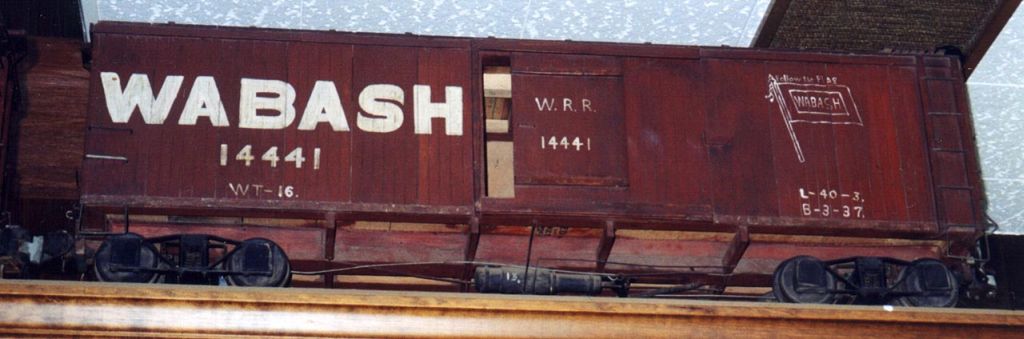 WABASH
14441
WT-16.
W.R.R.
14441
Follow the FLAG
WABASH
L-40-3.
B-3-37.